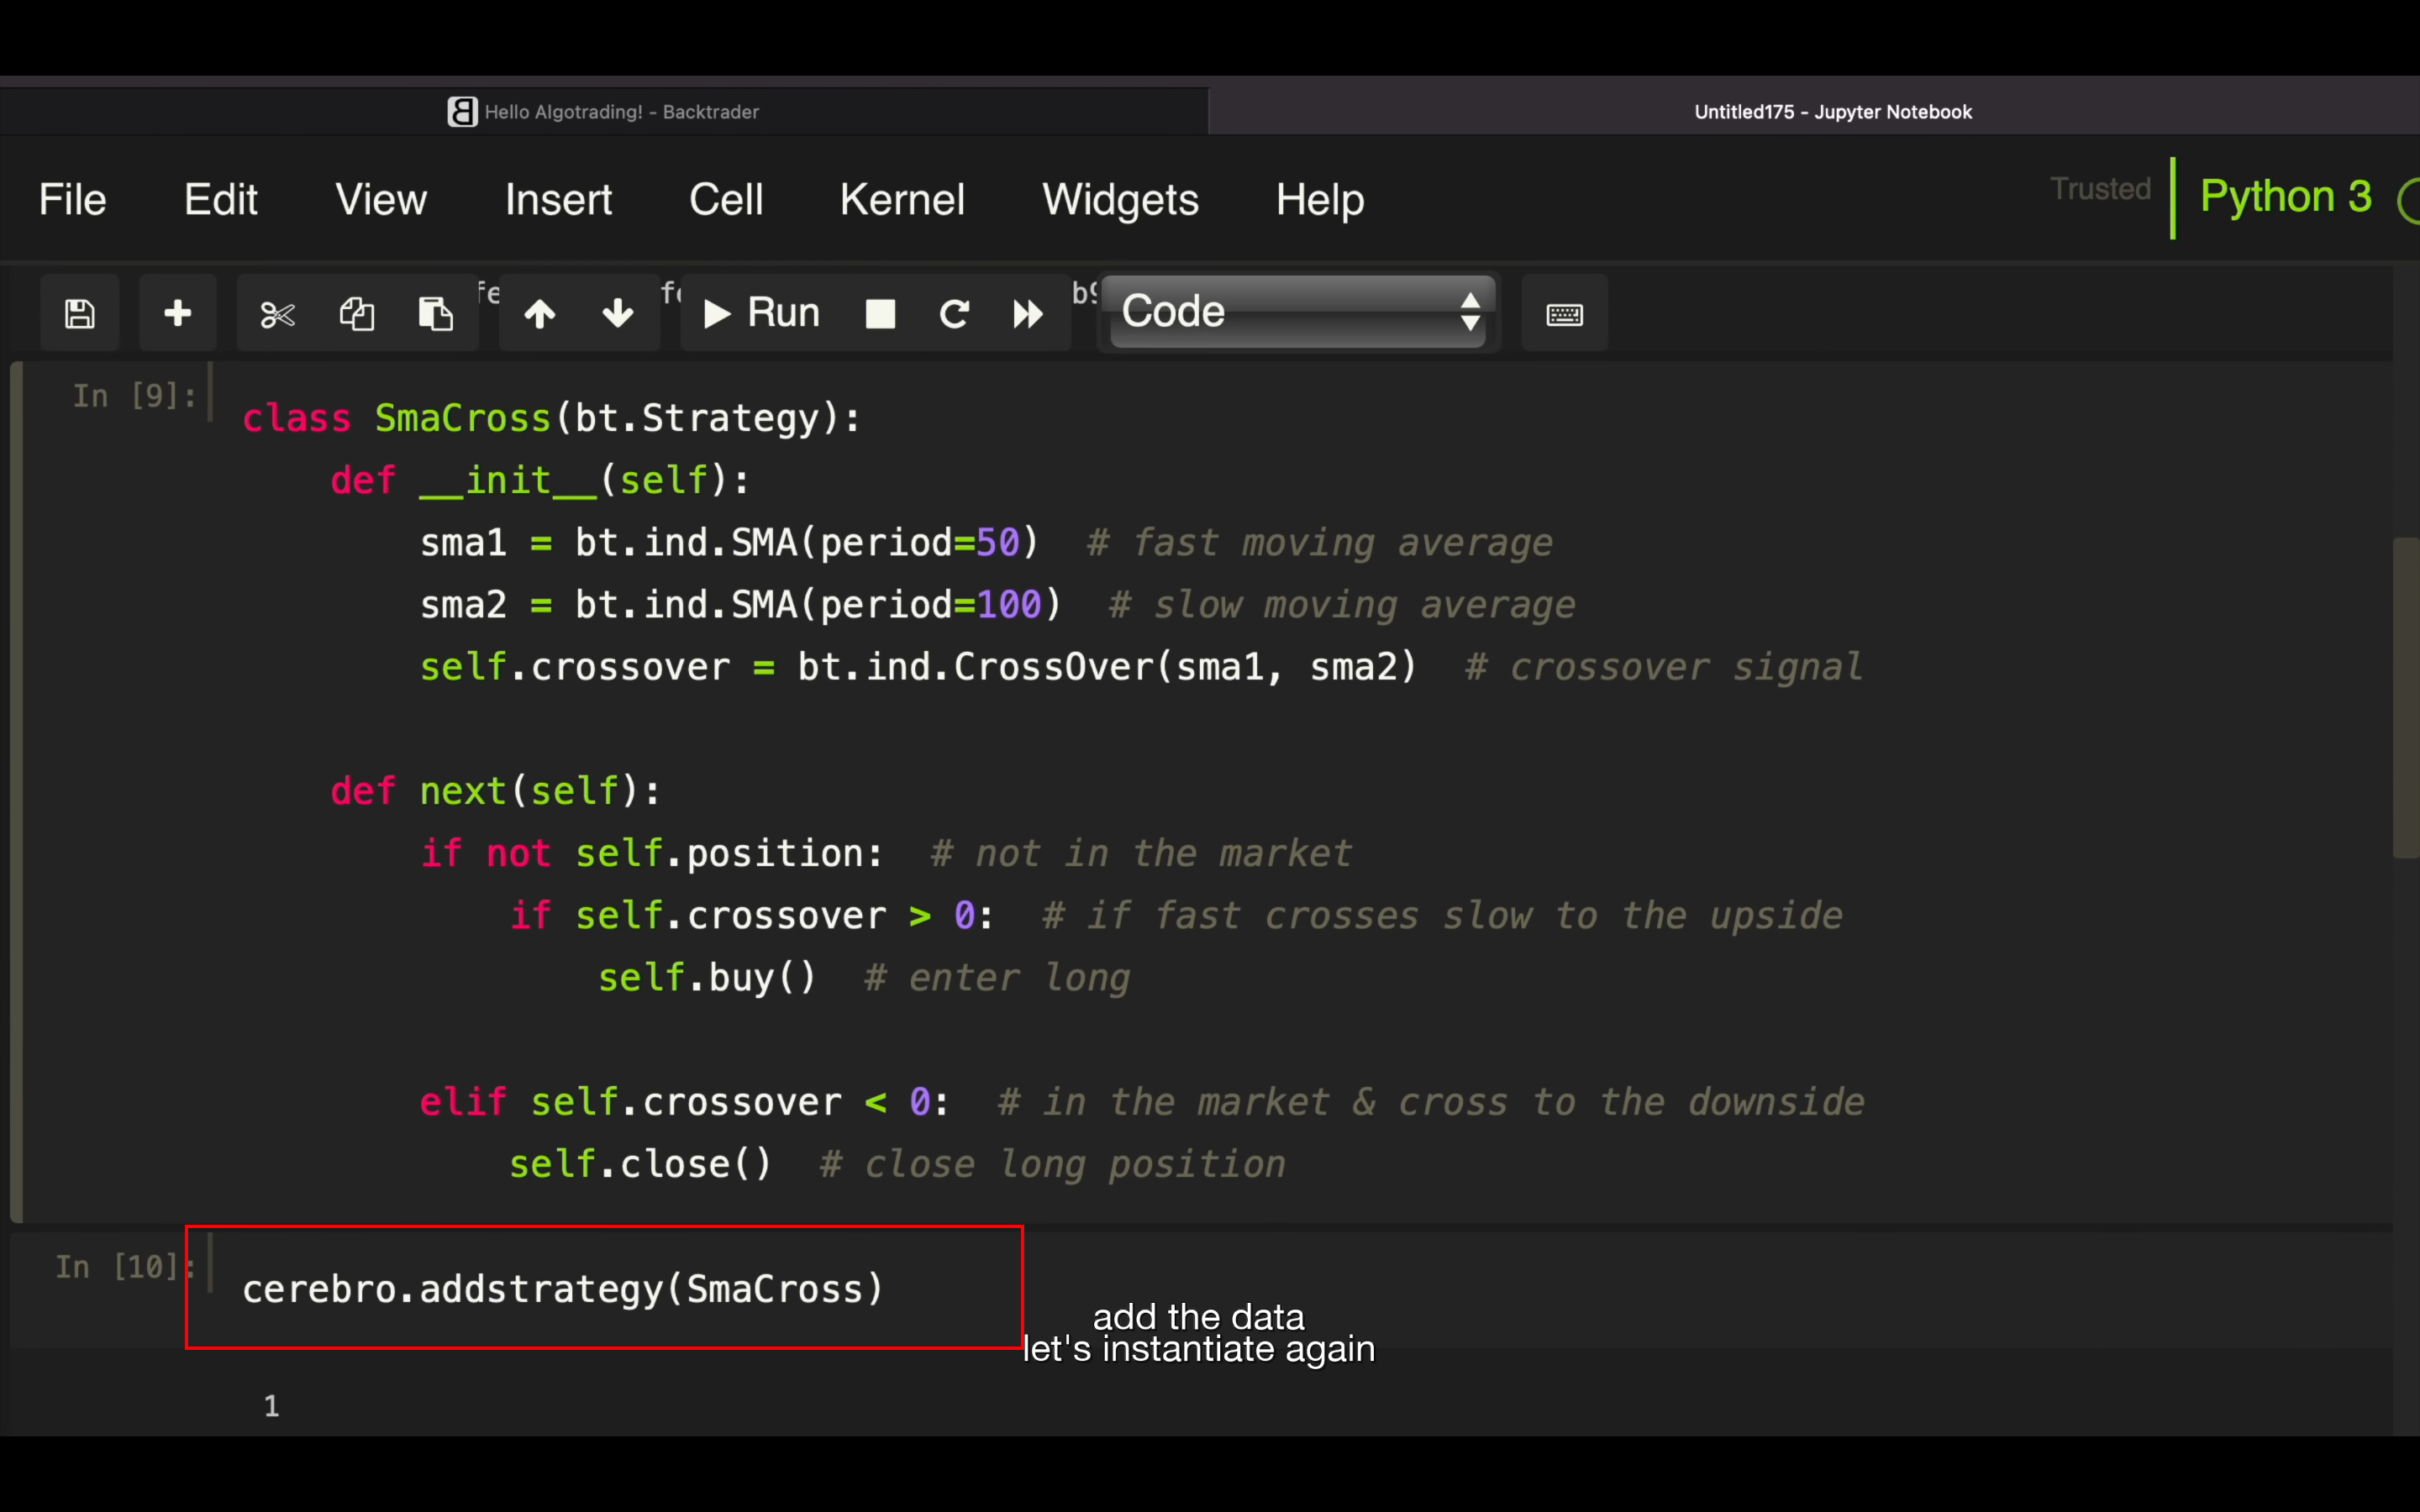 Hello Algotrading! - Backtrader
Untitled175 - Jupyter Notebook
File Edit View Insert Cell Kernel Widgets Help
Trusted
Python 3
Run
Code
In [9]:
class SmaCross(bt.Strategy):
def __init__(self):
sma1 = bt.ind.SMA(period=50)  # fast moving average
sma2 = bt.ind.SMA(period=100)  # slow moving average
self.crossover = bt.ind.CrossOver(sma1, sma2)  # crossover signal
def next(self):
if not self.position:  # not in the market
if self.crossover > 0:  # if fast crosses slow to the upside
self.buy()  # enter long
elif self.crossover < 0:  # in the market & cross to the downside
self.close()  # close long position
In [10]:
cerebro.addstrategy(SmaCross)
add the data
let's instantiate again
1